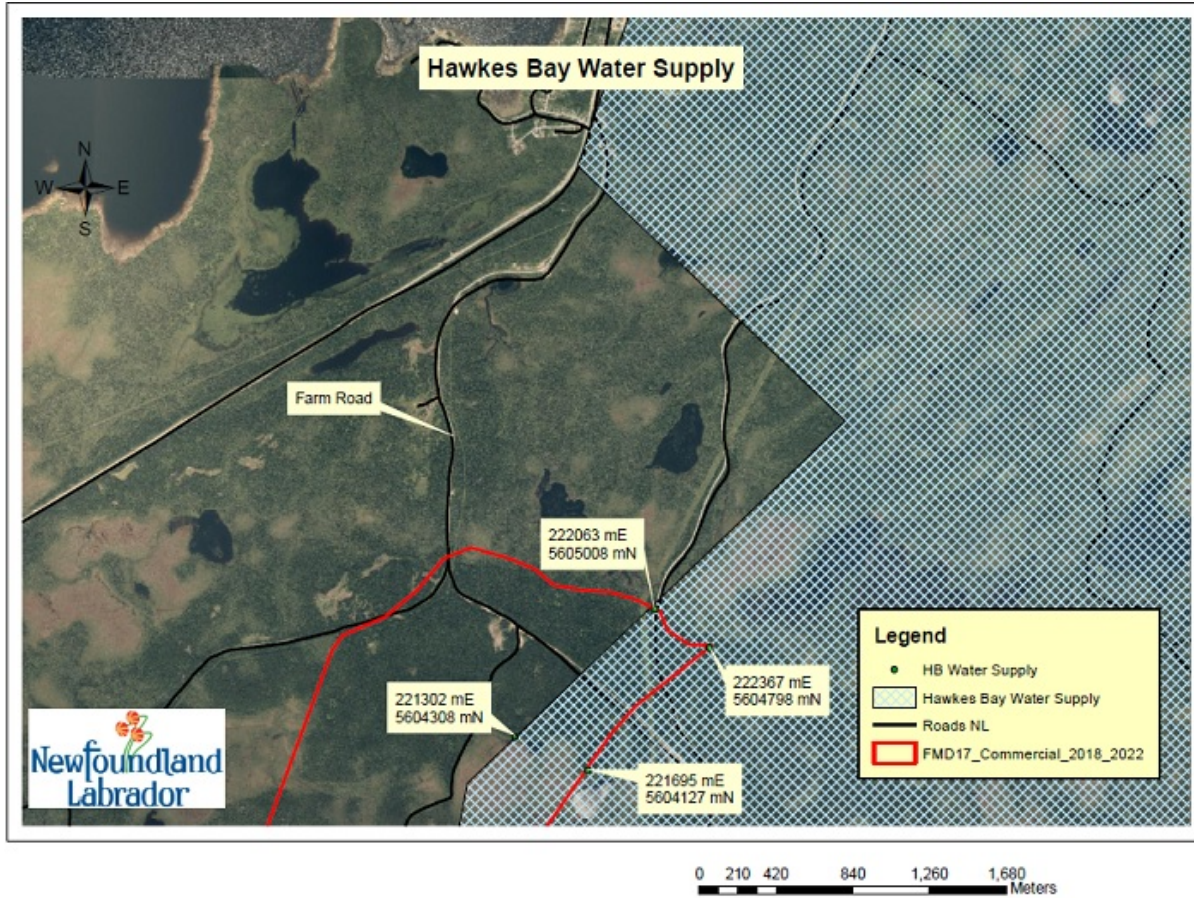 Hawkes Bay Water Supply
N
W E
S
Farm Road
222063 mE
5605008 mN
221302 mE
5604308 mN
222367 mE
5604798 mN
221695 mE
5604127 mN
Legend
HB Water Supply
Hawkes Bay Water Supply
Roads NL
FMD17_Commercial_2018_2022
Newfoundland
Labrador
0 210 420 840 1,260 1,680
Meters